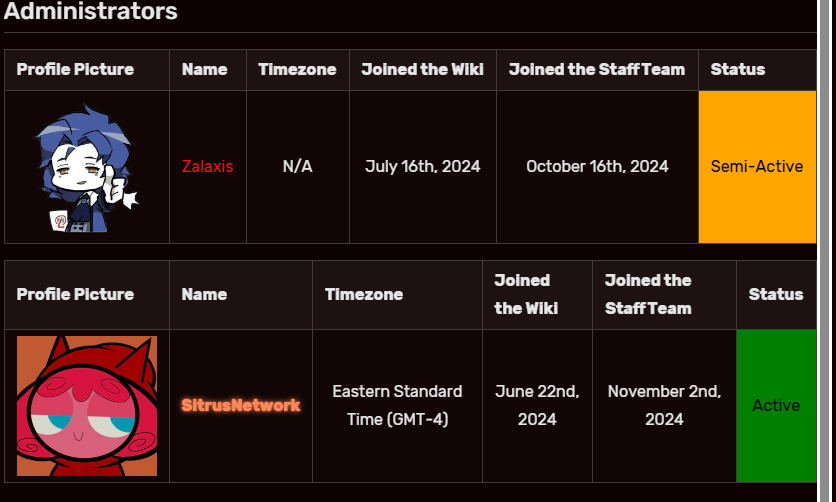 Administrators
Profile Picture Name Timezone Joined the Wiki Joined the Staff Team Status
Zalaxis N/A July 16th, 2024 October 16th, 2024 Semi-Active
Profile Picture Name Timezone Joined the Wiki Joined the Staff Team Status
SItrusNetwork Eastern Standard Time (GMT-4) June 22nd, 2024 November 2nd, 2024 Active